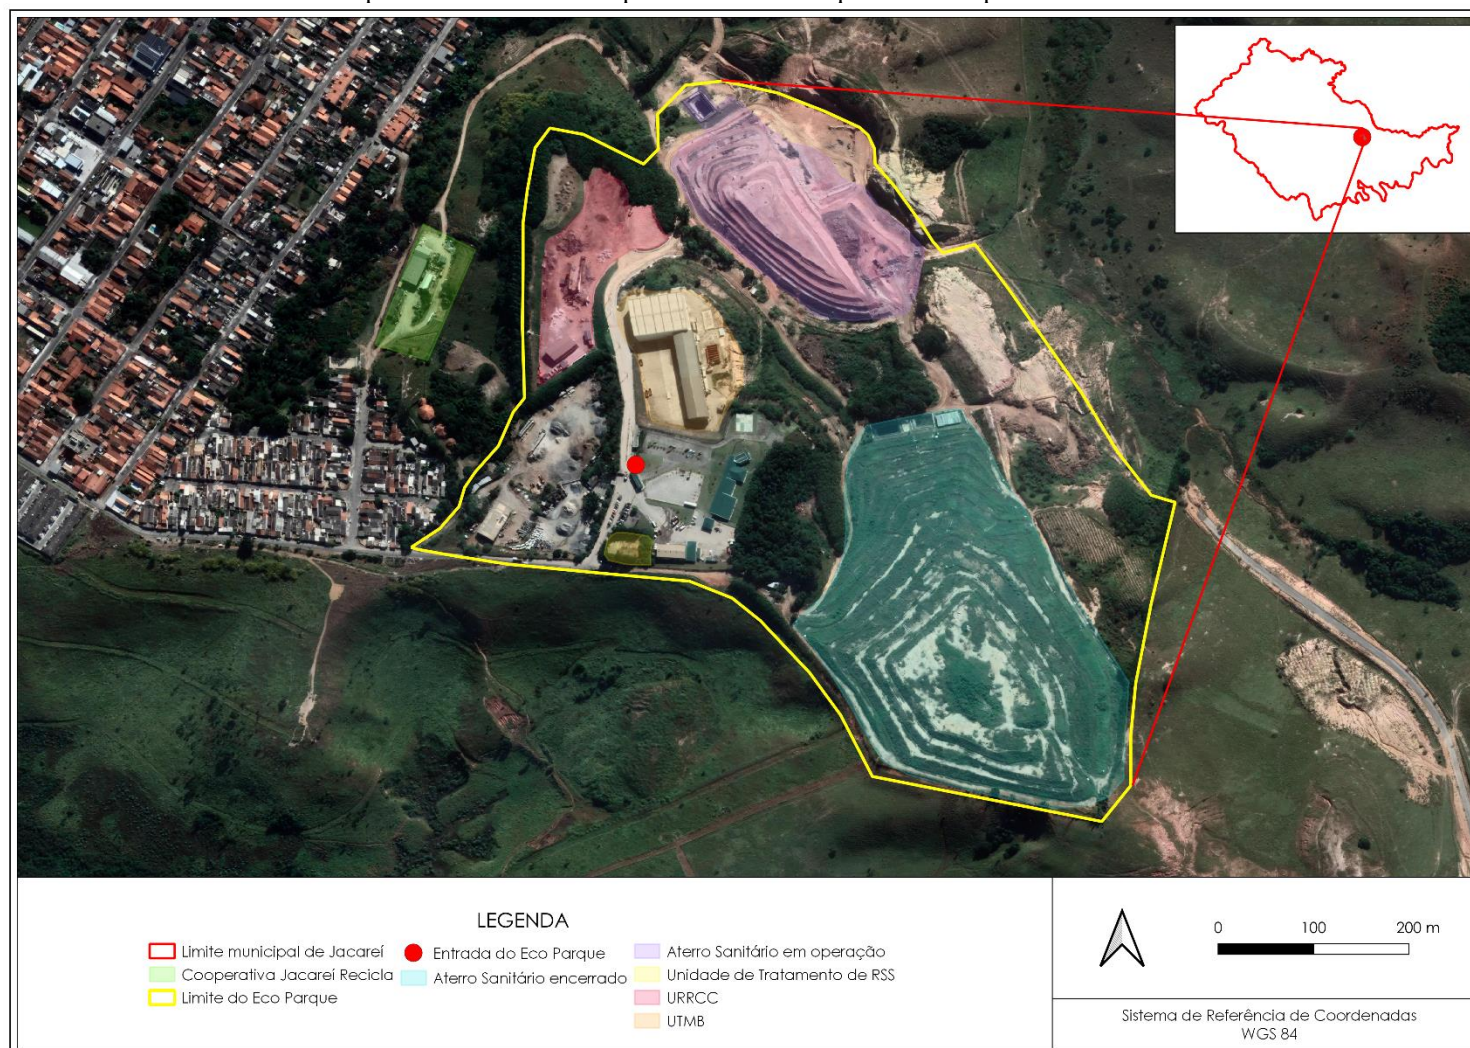 LEGENDA
Limite municipal de Jacareí
Cooperativa Jacareí Recicla
Limite do Eco Parque
Entrada do Eco Parque
Aterro Sanitário encerrado
Aterro Sanitário em operação
Unidade de Tratamento de RSS
URRCC
UTMB
0 100 200 m
Sistema de Referência de Coordenadas
WGS 84